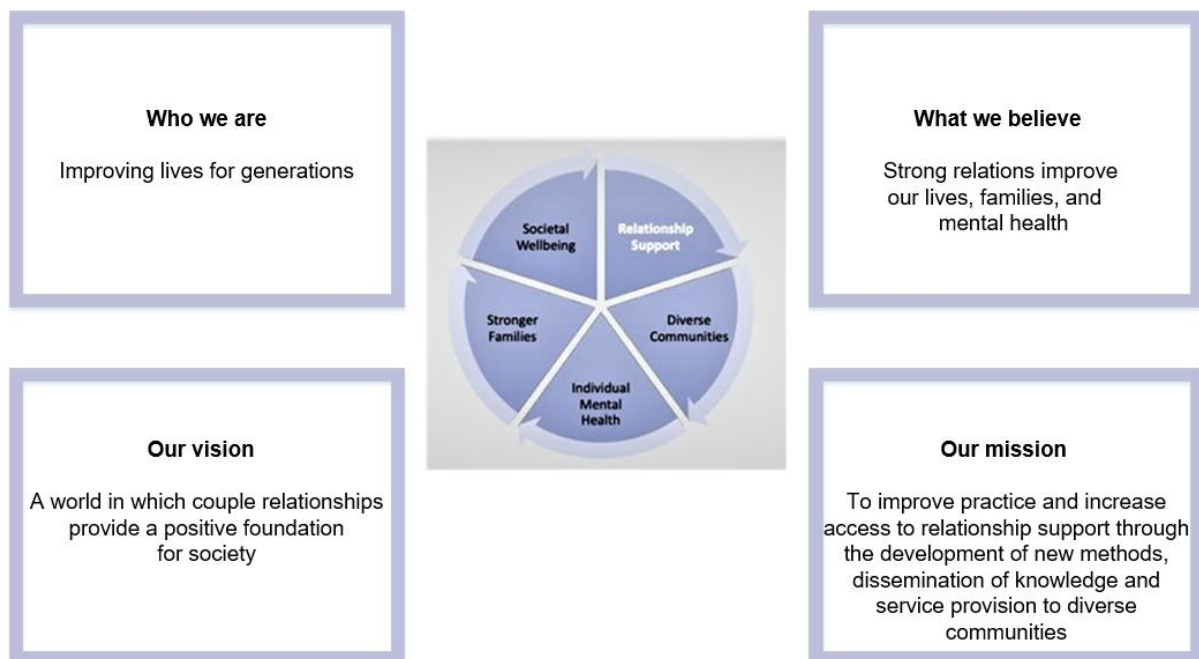 Who we are
Improving lives for generations
What we believe
Strong relations improve
our lives, families, and
mental health
Societal
Wellbeing
Relationship
Support
Stronger
Families
Diverse
Communities
Individual
Mental
Health
Our vision
A world in which couple relationships
provide a positive foundation
for society
Our mission
To improve practice and increase
access to relationship support through
the development of new methods,
dissemination of knowledge and
service provision to diverse
communities